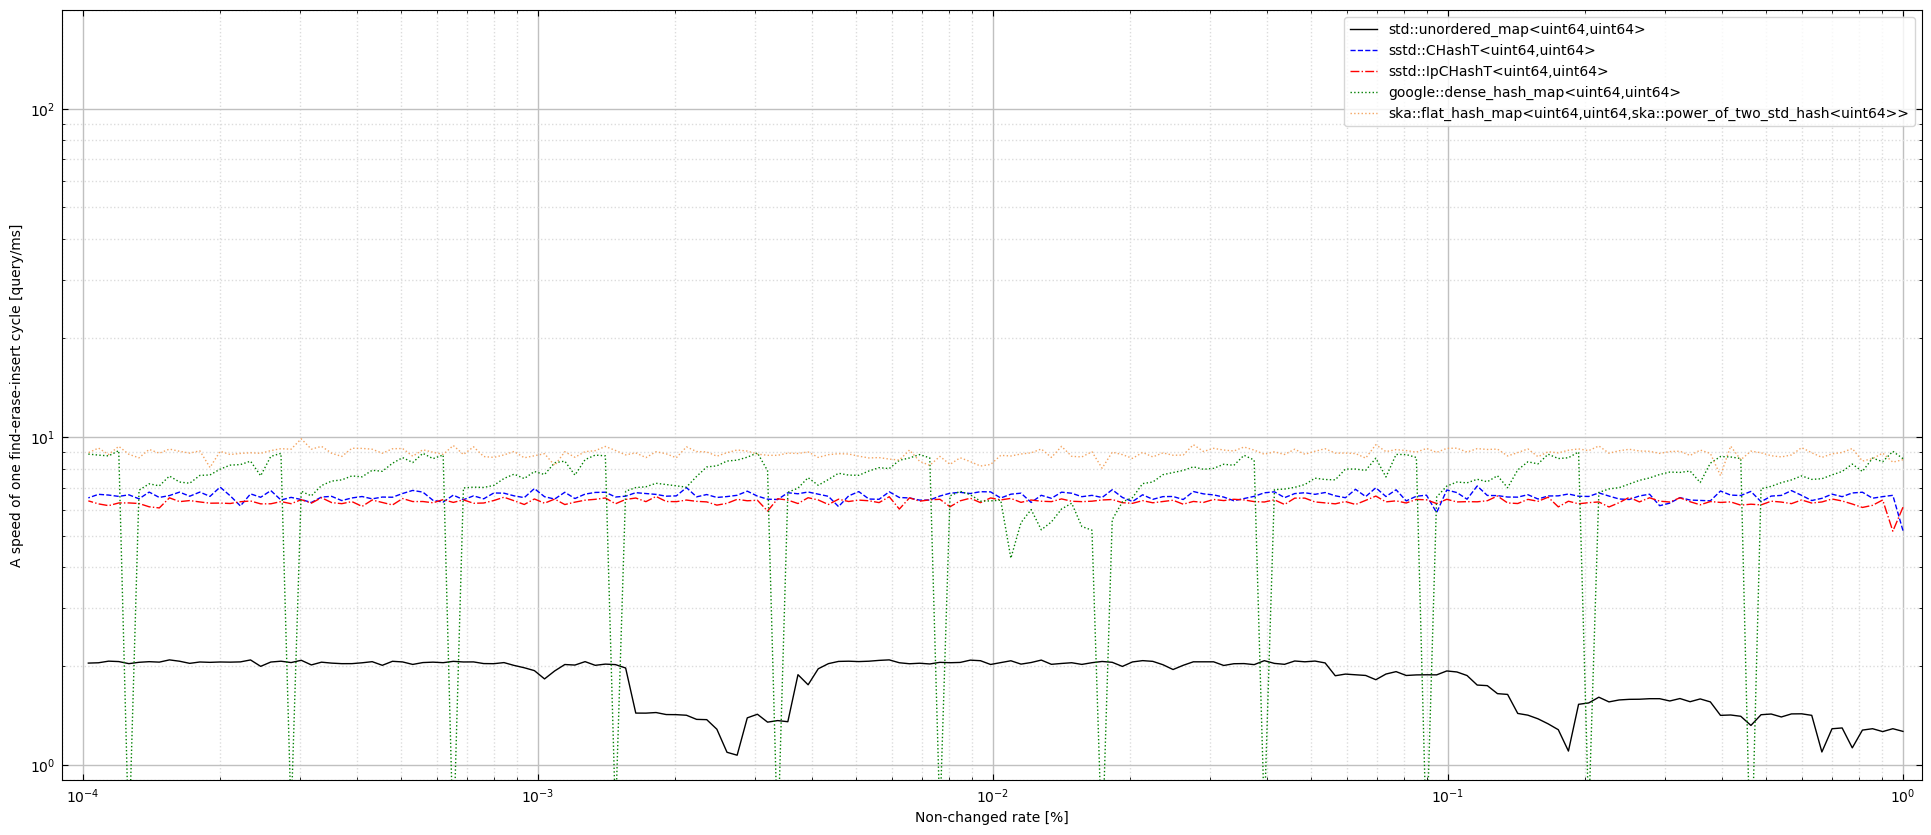 A speed of one find-erase-insert cycle [query/ms]
10²
10¹
10⁰
std::unordered_map<uint64,uint64>
sstd::CHashT<uint64,uint64>
sstd::IpCHashT<uint64,uint64>
google::dense_hash_map<uint64,uint64>
ska::flat_hash_map<uint64,uint64,ska::power_of_two_std_hash<uint64>>
10⁻⁴ 10⁻³ 10⁻² 10⁻¹ 10⁰
Non-changed rate [%]